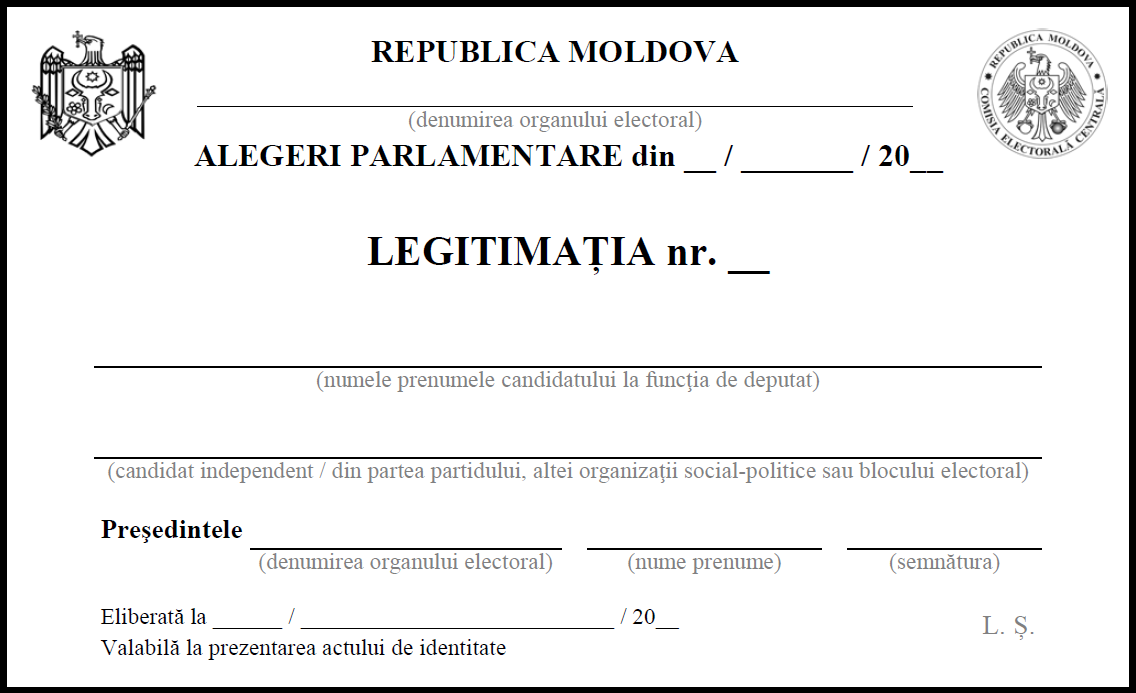 REPUBLICA MOLDOVA
(denumirea organului electoral)
ALEGERI PARLAMENTARE din __ / _______ / 20__
REPUBLICA MOLDOVA
COMISIA ELECTORALĂ CENTRALĂ
LEGITIMAȚIA nr. __
(numele prenumele candidatului la funcţia de deputat)
(candidat independent / din partea partidului, altei organizaţii social-politice sau blocului electoral)
Preşedintele
(denumirea organului electoral) (nume prenume) (semnătura)
Eliberată la ______ / ___________________________ / 20__
Valabilă la prezentarea actului de identitate
L. Ș.